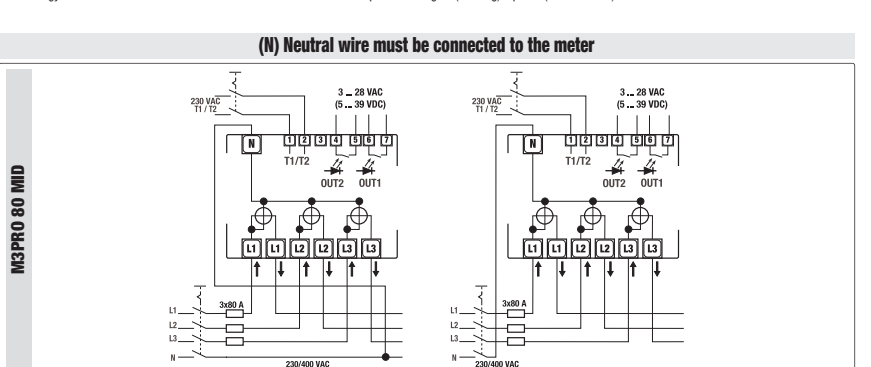 (N) Neutral wire must be connected to the meter
M3PRO 80 MID
230 VAC
T1 / T2
3 ... 28 VAC
(5 ... 39 VDC)
N
1 2 3 4 5 6 7
T1/T2
OUT2 OUT1
L1 L1 L2 L2 L3 L3
3x80 A
L1
L2
L3
N
230/400 VAC
230 VAC
T1 / T2
3 ... 28 VAC
(5 ... 39 VDC)
N
1 2 3 4 5 6 7
T1/T2
OUT2 OUT1
L1 L1 L2 L2 L3 L3
3x80 A
L1
L2
L3
N
230/400 VAC